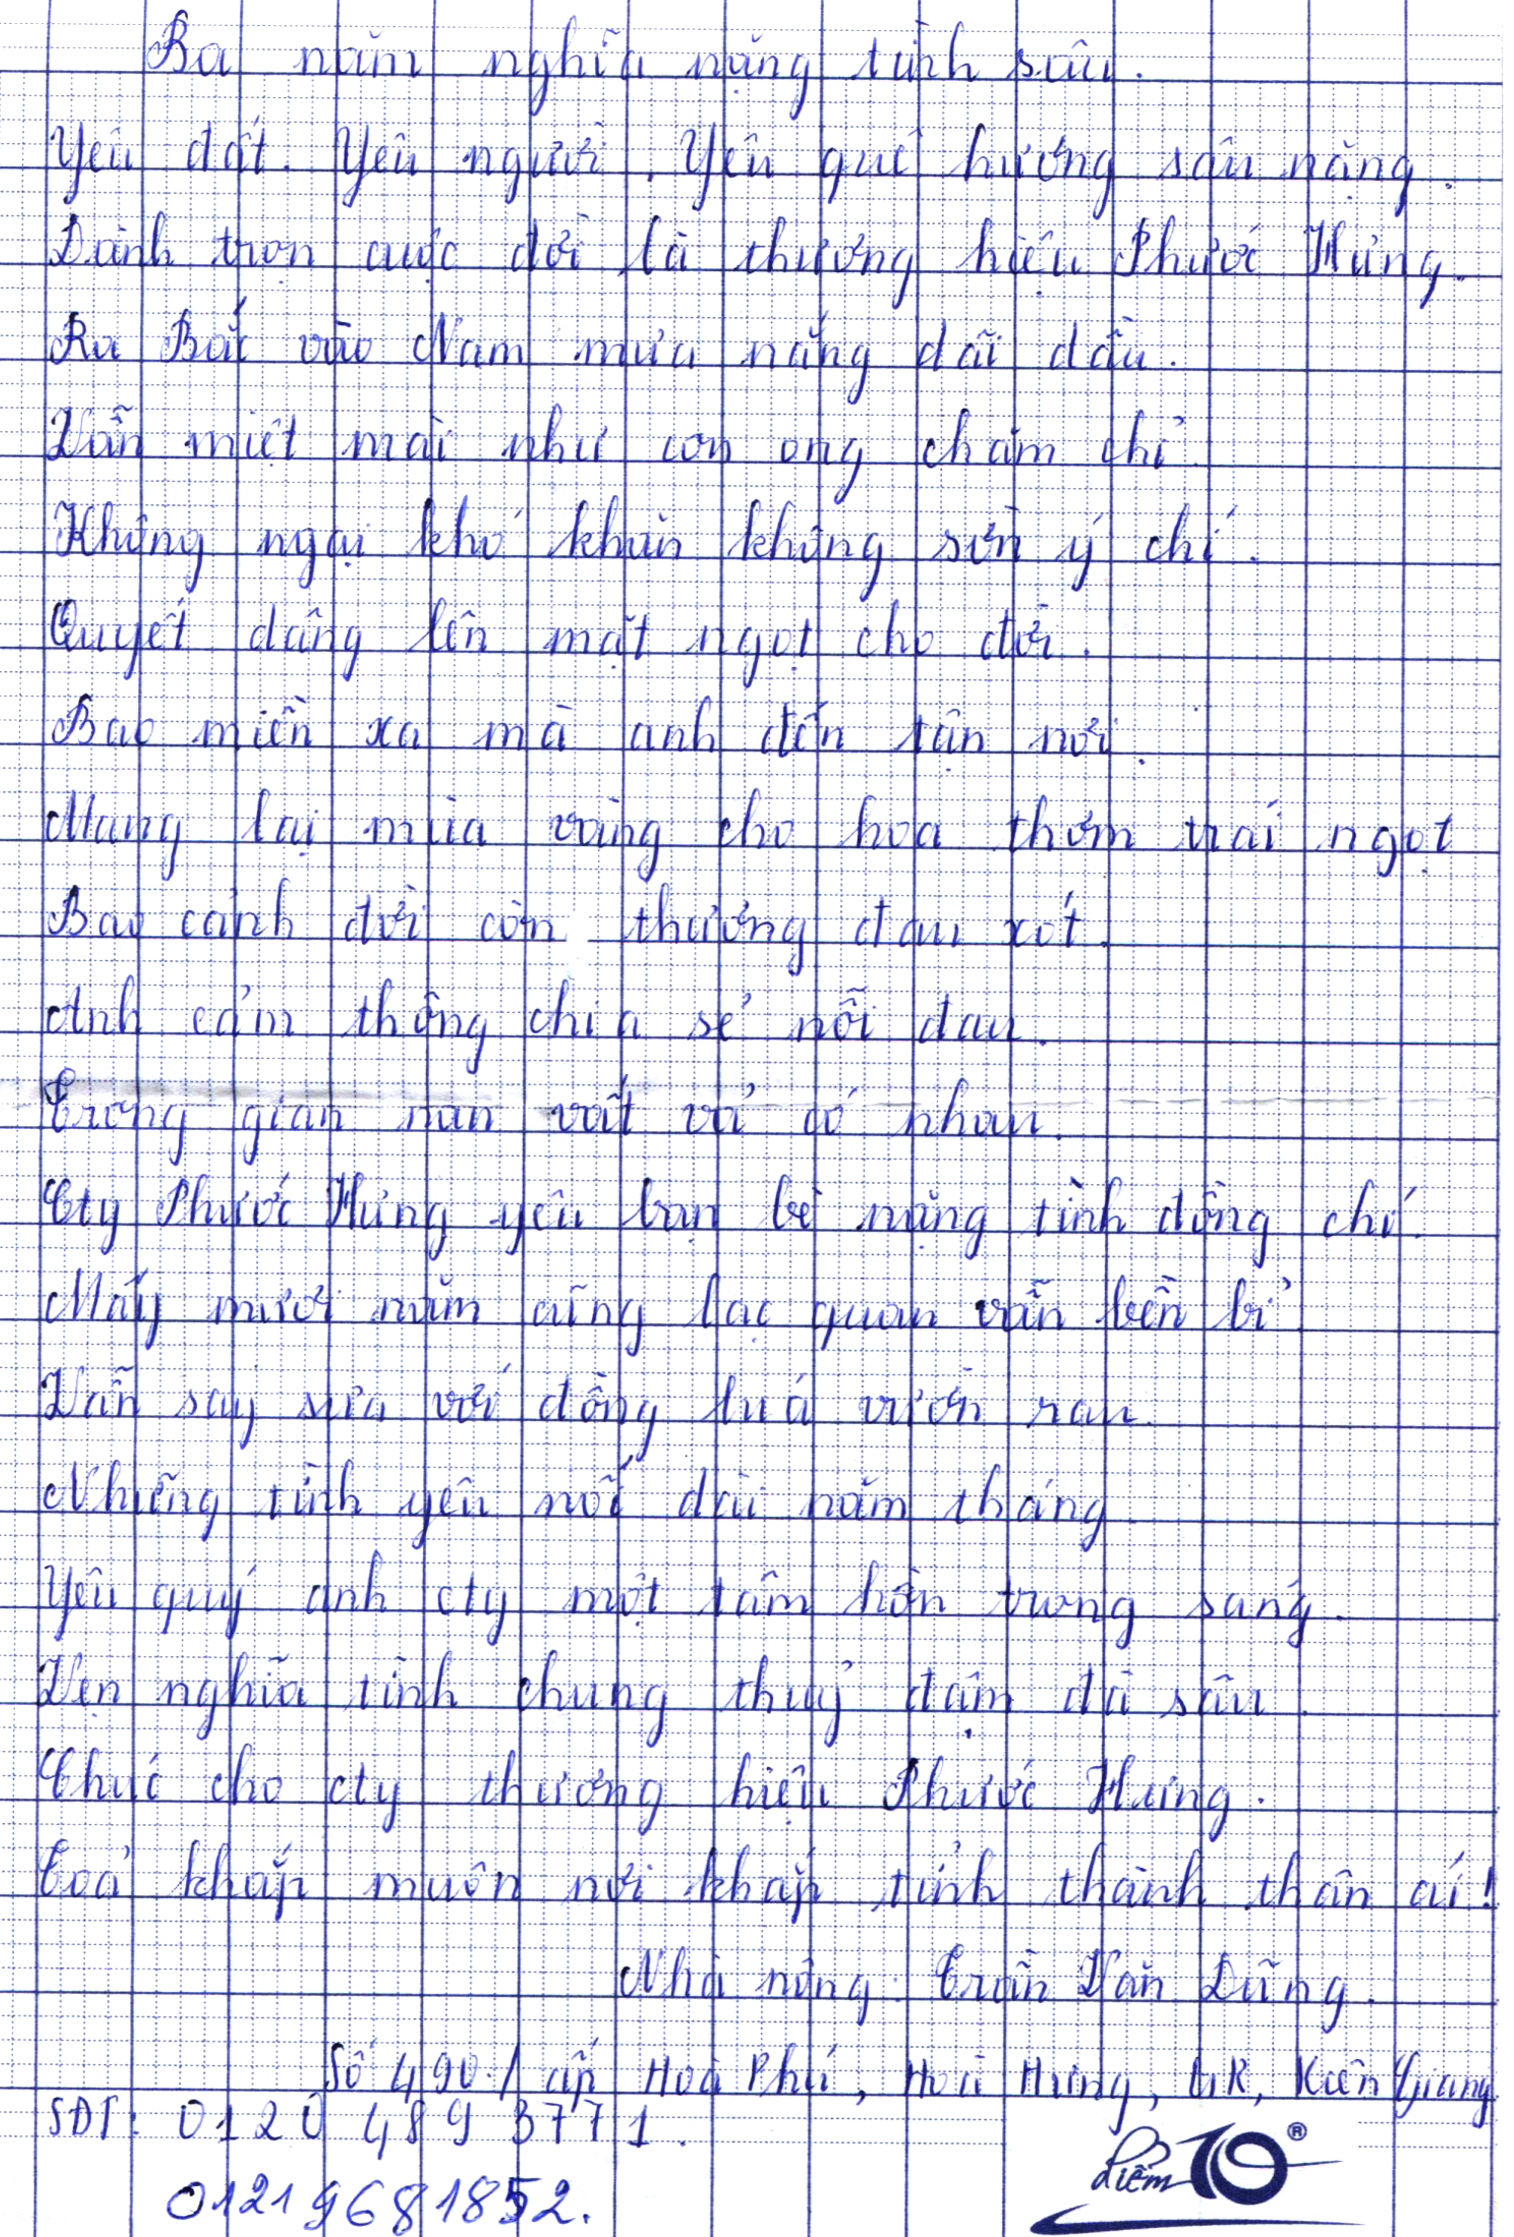 Ba năm nghĩa nặng tình sâu.
Yêu đất. Yêu người. Yêu quê hương sâu nặng.
Dành trọn cuộc đời là thương hiệu Phước Hưng.
Ra Bắc vào Nam mưa nắng dãi dầu.
Vẫn miệt mài như con ong chăm chỉ
Không ngại khó khăn không sờn ý chí.
Quyết dâng lên mật ngọt cho đời.
Bao miền xa mà anh đến tận nơi.
Mang lại mùa vàng cho hoa thơm trái ngọt
Bao cảnh đời còn thương đau xót.
Anh cảm thông chia sẻ nỗi đau.
Trong gian nan vất vả có nhau.
Cty Phước Hưng yêu bạn bè nặng tình đồng chí.
Mấy mươi năm cũng lạc quan vẫn bền bỉ
Vẫn say sưa với đồng luá vườn rau.
Những tình yêu nối dài năm tháng
Yêu quý anh cty một tâm hồn trong sáng.
Vẹn nghĩa tình chung thuỷ đậm đà sâu.
Chúc cho cty thương hiệu Phước Hưng.
Toả khắp muôn nơi khắp tỉnh thành thân ái!
Nhà nông: Trần Văn Dũng.
Số 490 / ấp Hoà Phú, Hoà Hưng, GR, Kiên Giang
SĐT: 0120 489 3771.
01219681852.
điểm 10 ®